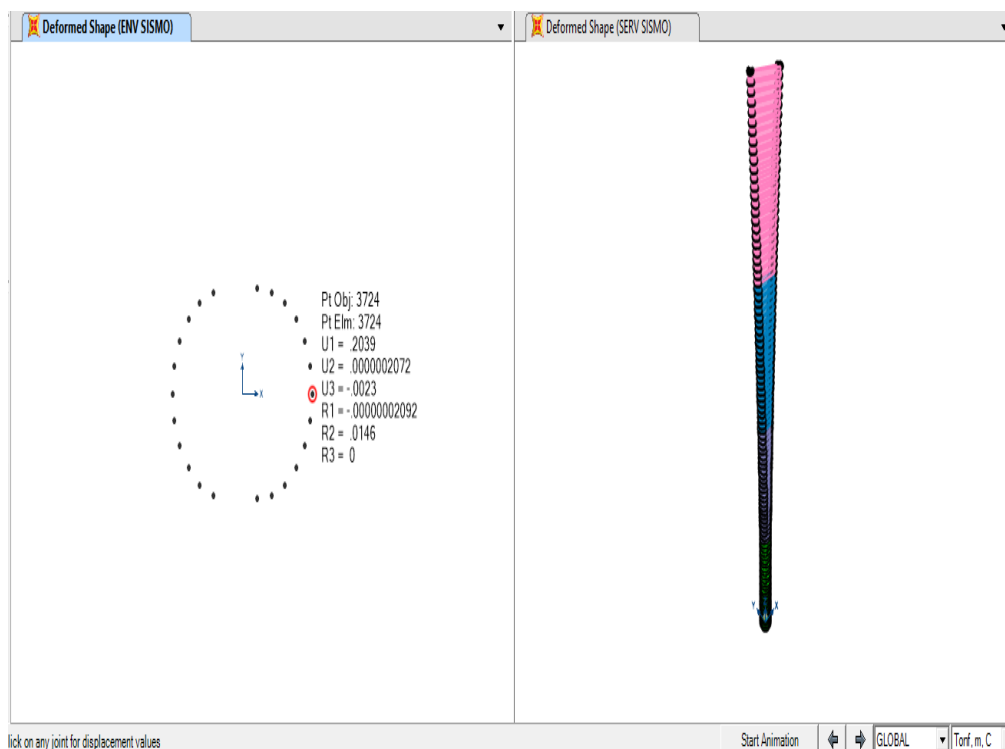 Deformed Shape (ENV SISMO)
Deformed Shape (SERV SISMO)
Pt Obj: 3724
Pt Elm: 3724
U1 = .2039
U2 = .0000002072
U3 = -.0023
R1 = -.00000002092
R2 = .0146
R3 = 0
Y
X
Y
X
lick on any joint for displacement values
Start Animation
GLOBAL
Tonf, m, C